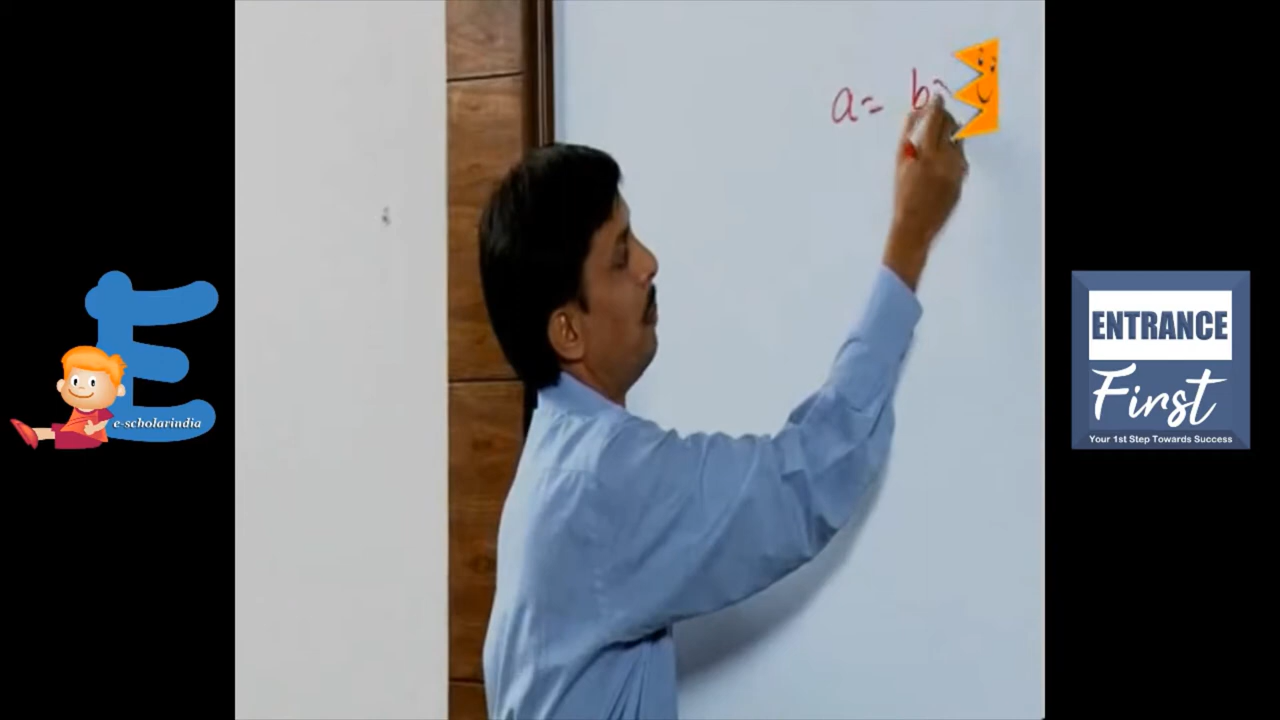 a= b=
e-scholarindia
ENTRANCE
First
Your 1st Step Towards Success